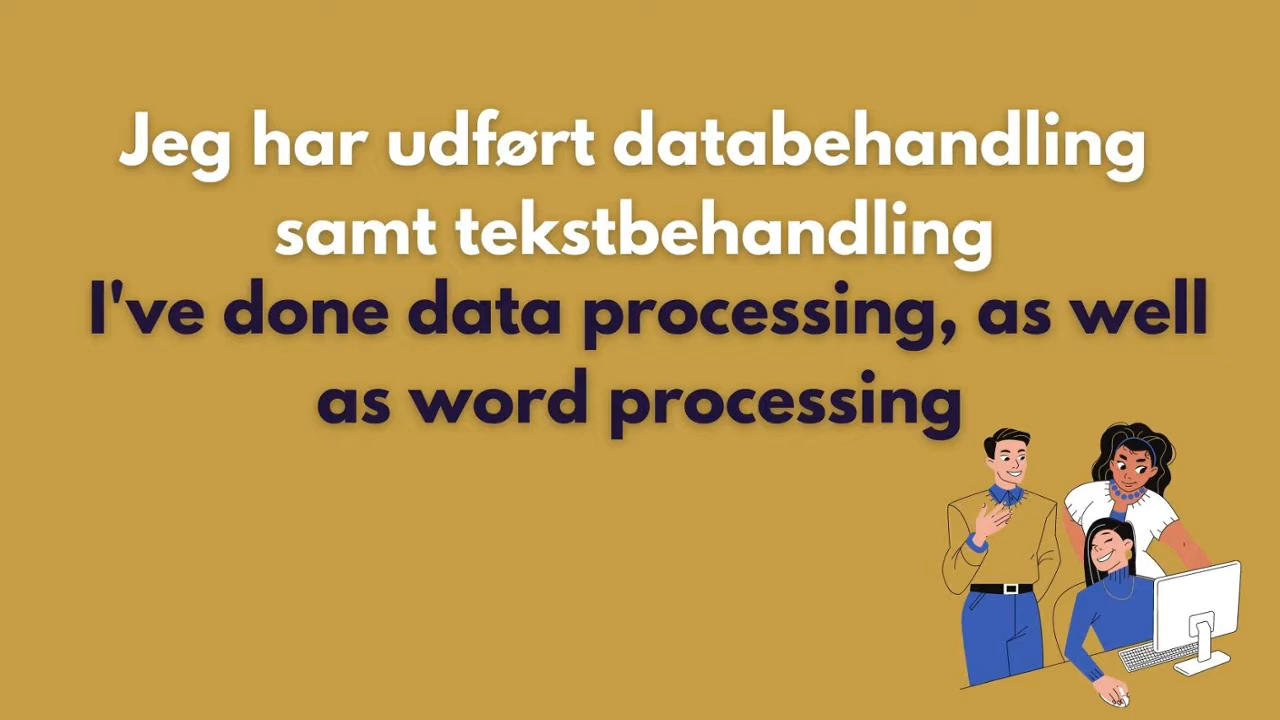 Jeg har udført databehandling
samt tekstbehandling
I've done data processing, as well
as word processing